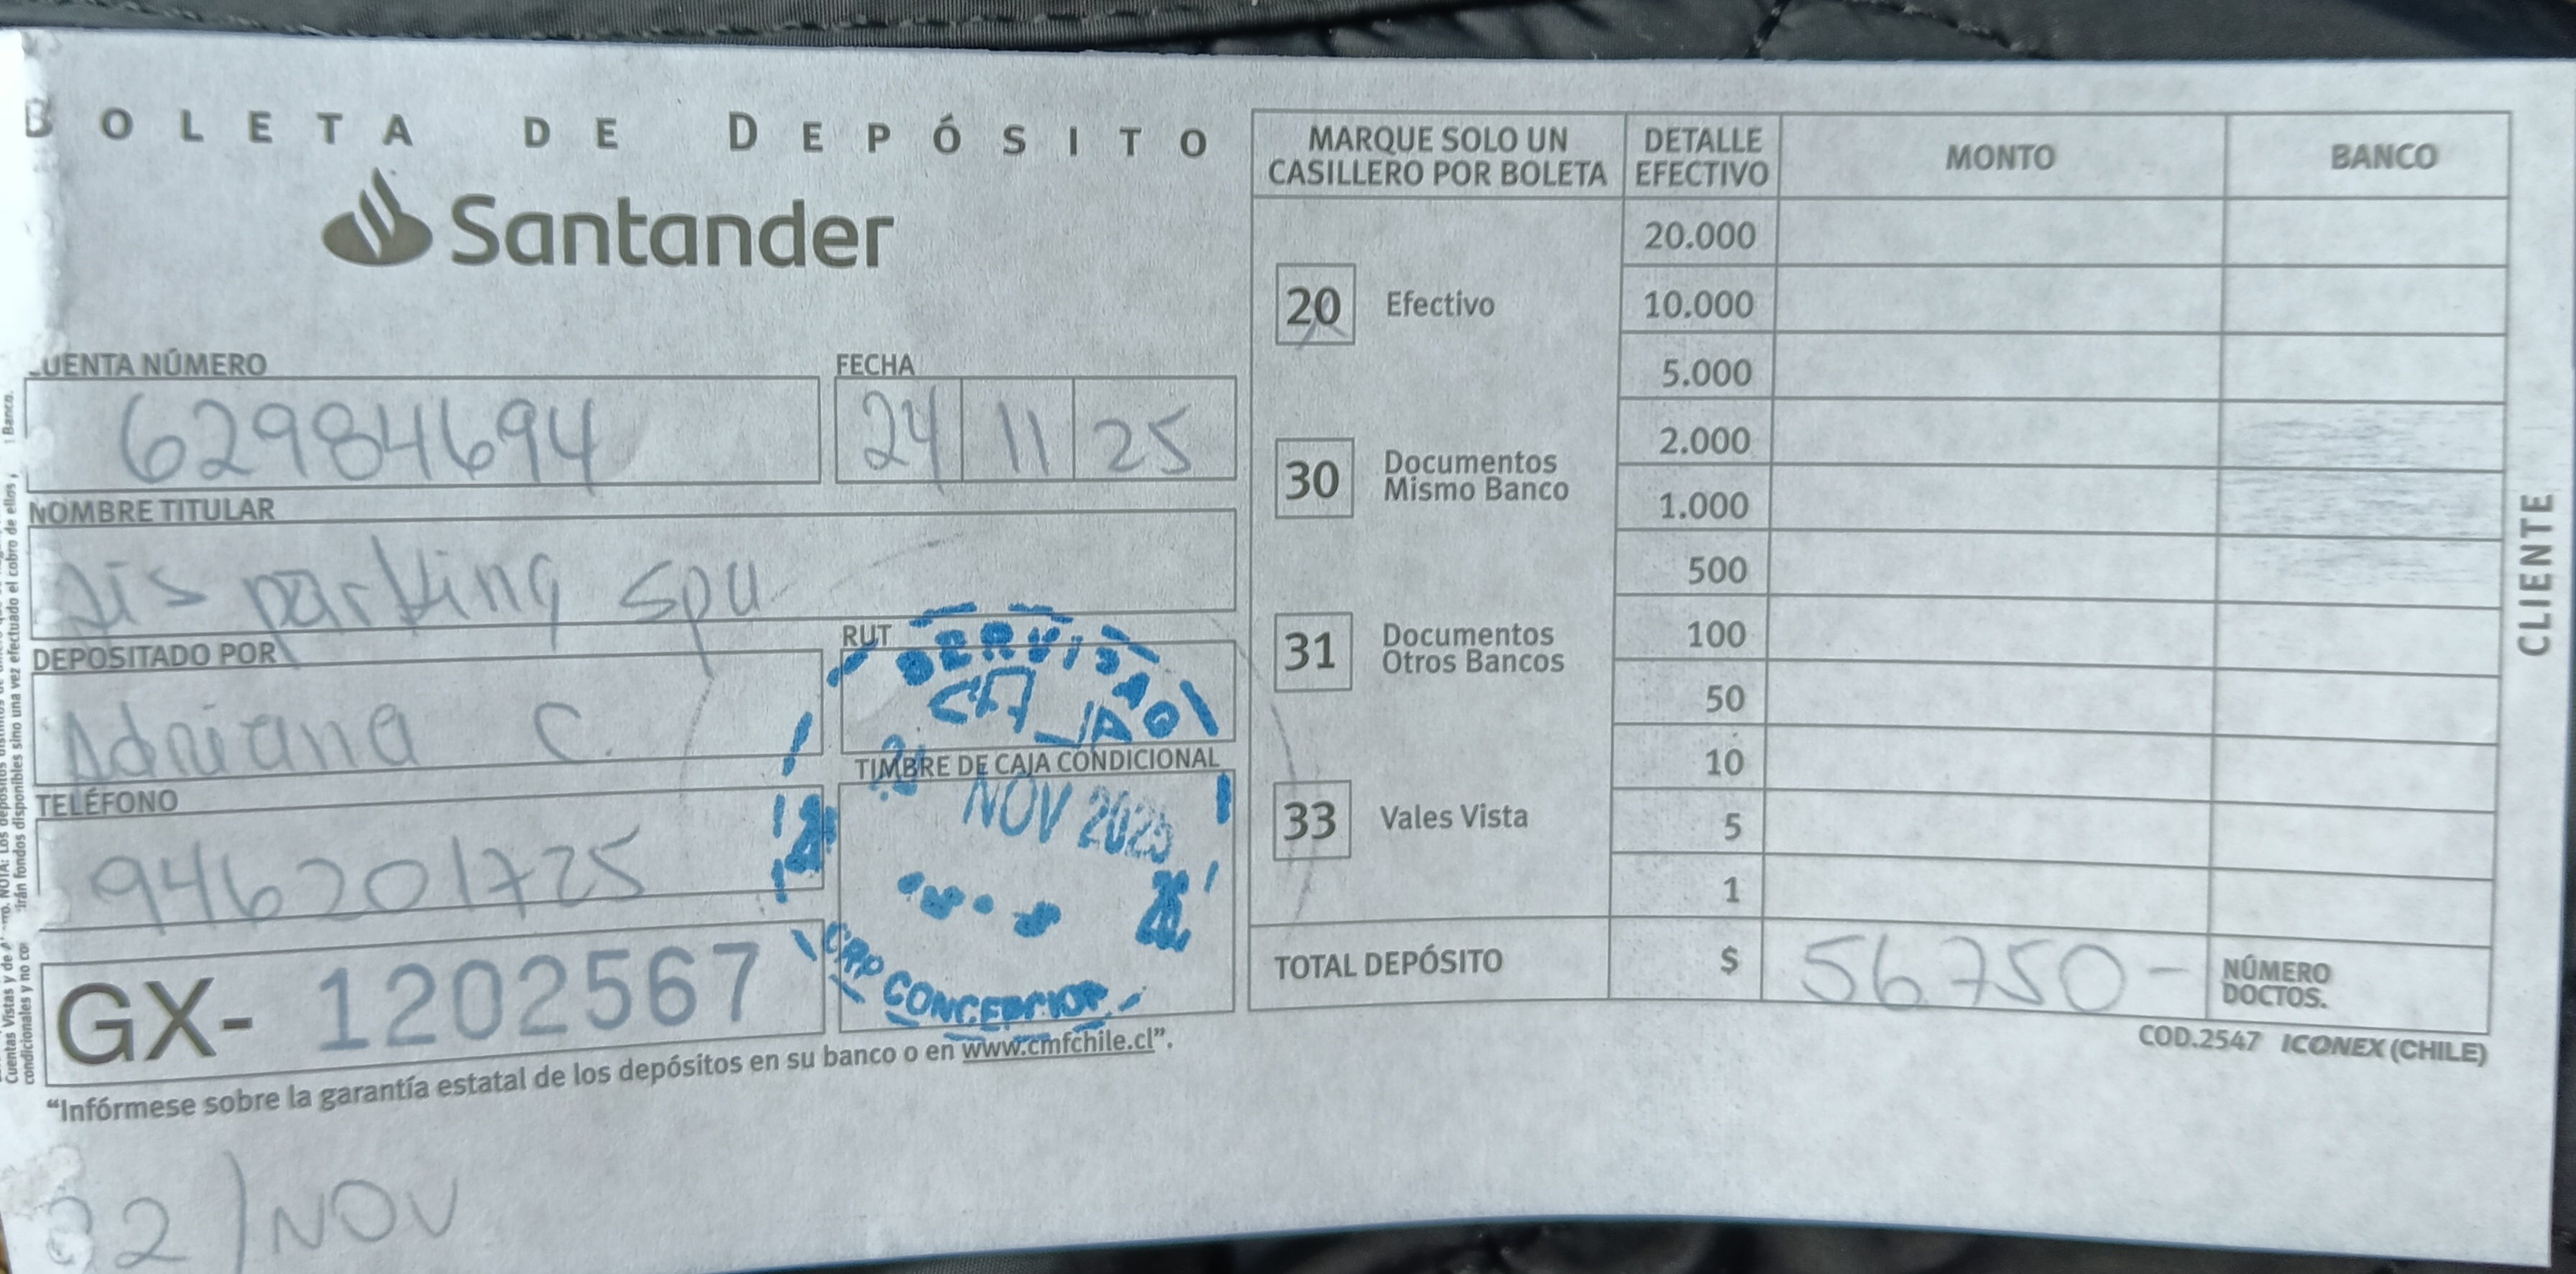 BOLETA DE DEPÓSITO
Santander
CUENTA NÚMERO
62984694
FECHA
24 11 25
NOMBRE TITULAR
parking spa
DEPOSITADO POR
Adriana C.
RUT
TELÉFONO
946201725
TIMBRE DE CAJA CONDICIONAL
NOV 2025
CONCEPCION
GX- 1202567
"Infórmese sobre la garantía estatal de los depósitos en su banco o en www.cmfchile.cl".
22/NOV
MARQUE SOLO UN
CASILLERO POR BOLETA
20 Efectivo
30 Documentos
Mismo Banco
31 Documentos
Otros Bancos
33 Vales Vista
DETALLE
EFECTIVO
MONTO
BANCO
20.000
10.000
5.000
2.000
1.000
500
100
50
10
5
1
TOTAL DEPÓSITO $ 56750-
NÚMERO
DOCTOS.
COD.2547 ICONEX (CHILE)
CLIENTE